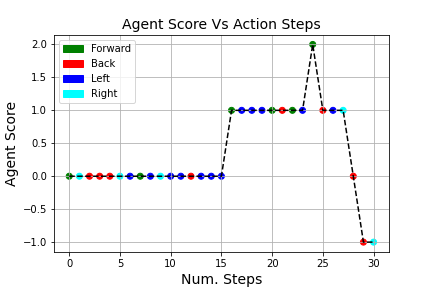 Agent Score Vs Action Steps
Forward
Back
Left
Right
Agent Score
2.0
1.5
1.0
0.5
0.0
−0.5
−1.0
0 5 10 15 20 25 30
Num. Steps